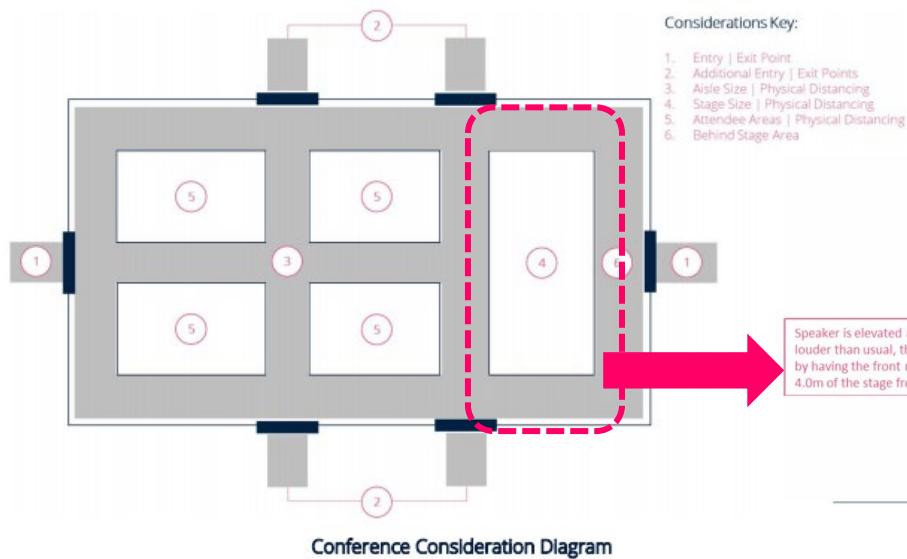 2
Considerations Key:
1. Entry | Exit Point
2. Additional Entry | Exit Points
3. Aisle Size | Physical Distancing
4. Stage Size | Physical Distancing
5. Attendee Areas | Physical Distancing
6. Behind Stage Area
5
5
1
3
4
6
1
5
5
Speaker is elevated
louder than usual,
by having the front
4.0m of the stage
2
Conference Consideration Diagram